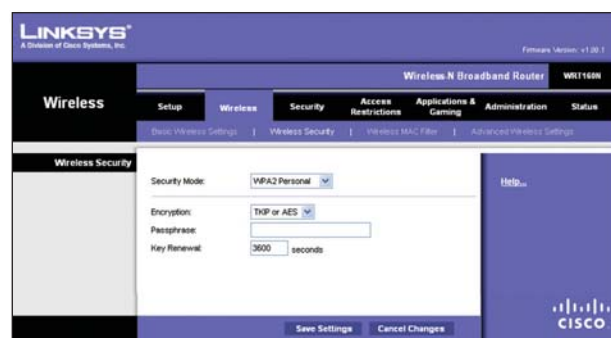 LINKSYS®
A Division of Cisco Systems, Inc.
Firmware Version: v1.00.1
Wireless-N Broadband Router WRT160N
Wireless
Setup Wireless Security Access Restrictions Applications & Gaming Administration Status
Basic Wireless Settings | Wireless Security | Wireless MAC Filter | Advanced Wireless Settings
Wireless Security
Security Mode: WPA2 Personal
Help...
Encryption: TKIP or AES
Passphrase:
Key Renewal: 3600 seconds
Save Settings Cancel Changes
CISCO